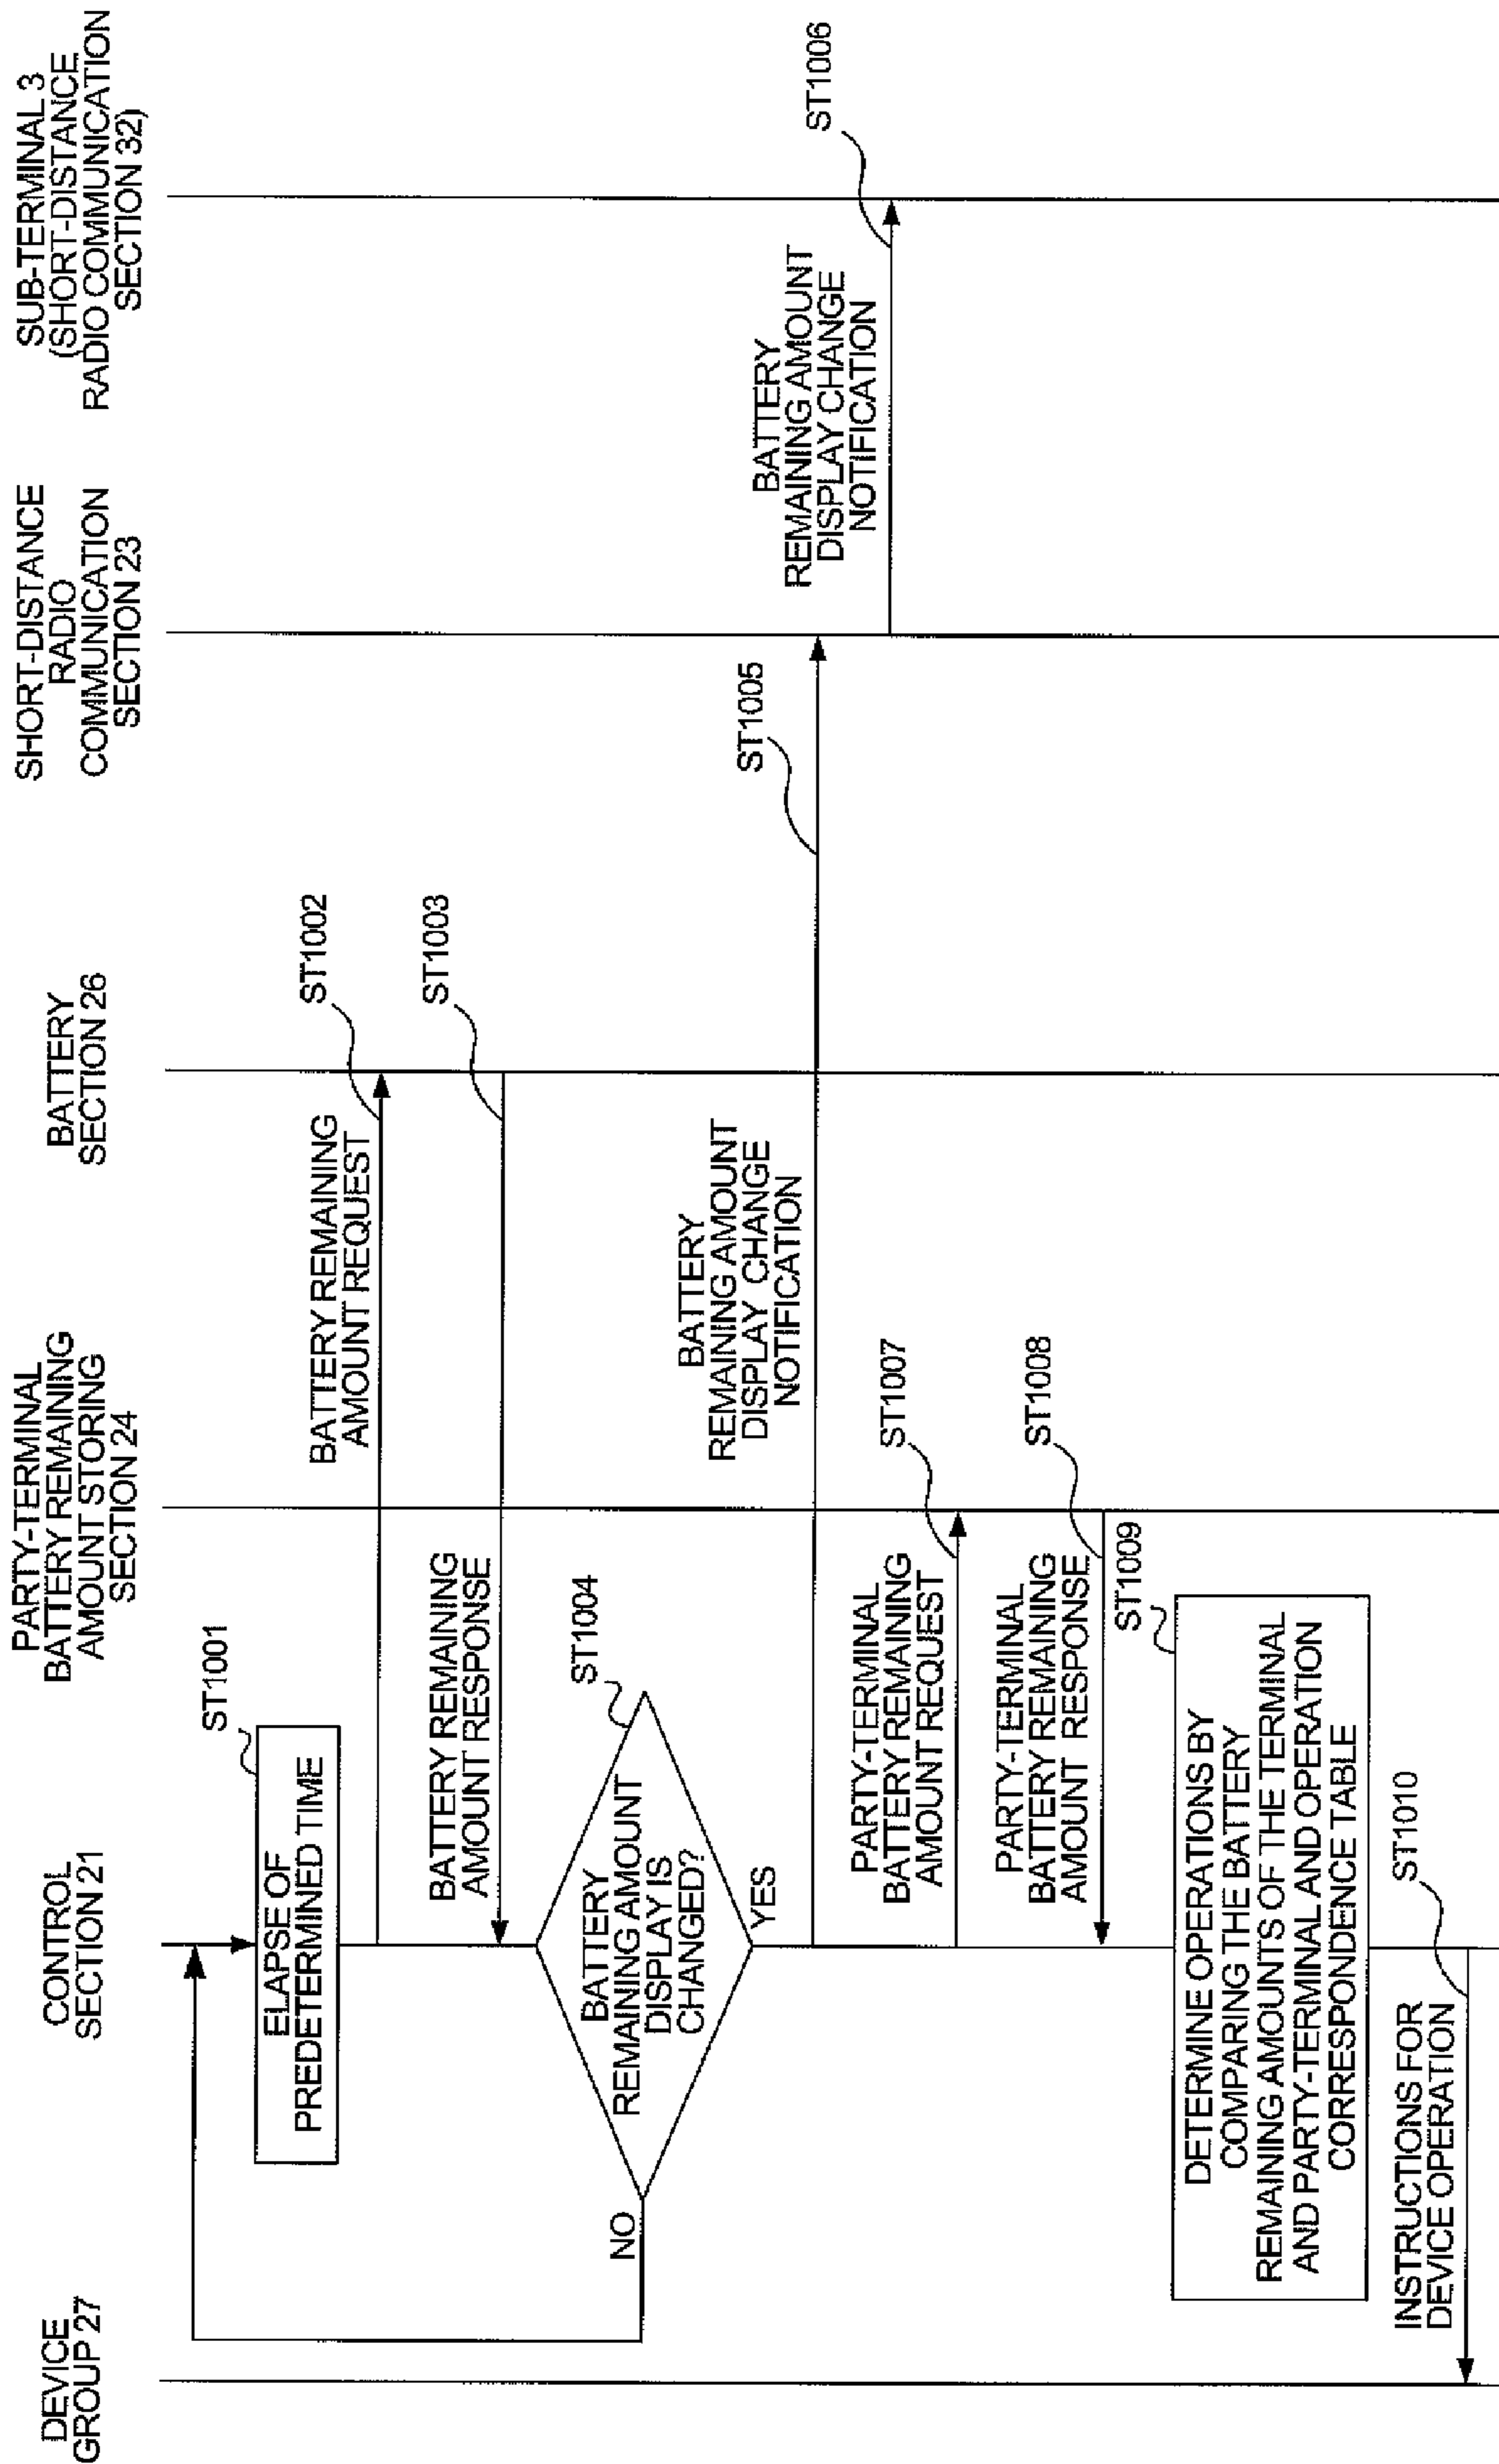 DEVICE
GROUP 27
CONTROL
SECTION 21
PARTY-TERMINAL
BATTERY REMAINING
AMOUNT STORING
SECTION 24
BATTERY
SECTION 26
SHORT-DISTANCE
RADIO
COMMUNICATION
SECTION 23
SUB-TERMINAL 3
(SHORT-DISTANCE
RADIO COMMUNICATION
SECTION 32)
ST1001
ELAPSE OF
PREDETERMINED TIME
BATTERY REMAINING
AMOUNT REQUEST
ST1002
BATTERY REMAINING
AMOUNT RESPONSE
ST1003
ST1004
BATTERY
REMAINING AMOUNT
DISPLAY IS
CHANGED?
NO
YES
BATTERY
REMAINING AMOUNT
DISPLAY CHANGE
NOTIFICATION
ST1005
BATTERY
REMAINING AMOUNT
DISPLAY CHANGE
NOTIFICATION
ST1006
PARTY-TERMINAL
BATTERY REMAINING
AMOUNT REQUEST
ST1007
PARTY-TERMINAL
BATTERY REMAINING
AMOUNT RESPONSE
ST1008
ST1009
DETERMINE OPERATIONS BY
COMPARING THE BATTERY
REMAINING AMOUNTS OF THE TERMINAL
AND PARTY-TERMINAL AND OPERATION
CORRESPONDENCE TABLE
INSTRUCTIONS FOR
DEVICE OPERATION
ST1010